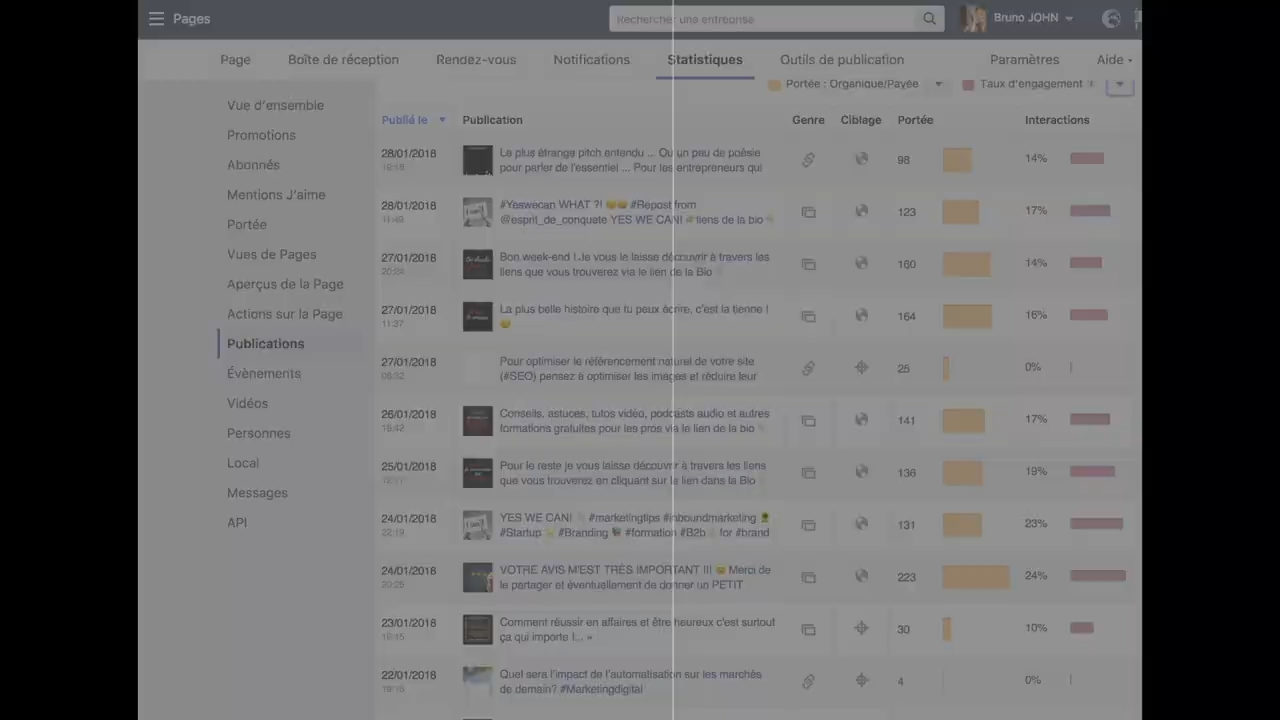 Pages
Rechercher une entreprise
Bruno JOHN
Page
Boîte de réception
Rendez-vous
Notifications
Statistiques
Outils de publication
Paramètres
Aide
Portée : Organique/Payée
Taux d'engagement
Vue d'ensemble
Promotions
Abonnés
Mentions J'aime
Portée
Vues de Pages
Aperçus de la Page
Actions sur la Page
Publications
Évènements
Vidéos
Personnes
Local
Messages
API
Publié le Publication Genre Ciblage Portée Interactions
28/01/2018 Le plus étrange pitch entendu ... Ou un peu de poésie 98 14%
pour parler de l'essentiel ... Pour les entrepreneurs qui
28/01/2018 #Yeswecan WHAT ?! #Repost from 123 17%
11:42 @esprit_de_conquete YES WE CAN! liens de la bio
27/01/2018 Bon week-end ! Je vous le laisse découvrir à travers les 160 14%
20:24 liens que vous trouverez via le lien de la Bio
27/01/2018 La plus belle histoire que tu peux écrire, c'est la tienne ! 164 16%
11:37
27/01/2018 Pour optimiser le référencement naturel de votre site 25 0%
08:32 (#SEO) pensez à optimiser les images et réduire leur
26/01/2018 Conseils, astuces, tutos vidéo, podcasts audio et autres 141 17%
formations gratuites pour les pros via le lien de la bio
25/01/2018 Pour le reste je vous laisse découvrir à travers les liens 136 19%
que vous trouverez en cliquant sur le lien dans la Bio
24/01/2018 YES WE CAN! #marketingtips #inboundmarketing 131 23%
22:19 #Startup #Branding #formation #B2b for #brand
24/01/2018 VOTRE AVIS M'EST TRÈS IMPORTANT !!! Merci de 223 24%
20:25 le partager et éventuellement de donner un PETIT
23/01/2018 Comment réussir en affaires et être heureux c'est surtout 30 10%
ça qui importe !... »
22/01/2018 Quel sera l'impact de l'automatisation sur les marchés 4 0%
de demain? #Marketingdigital